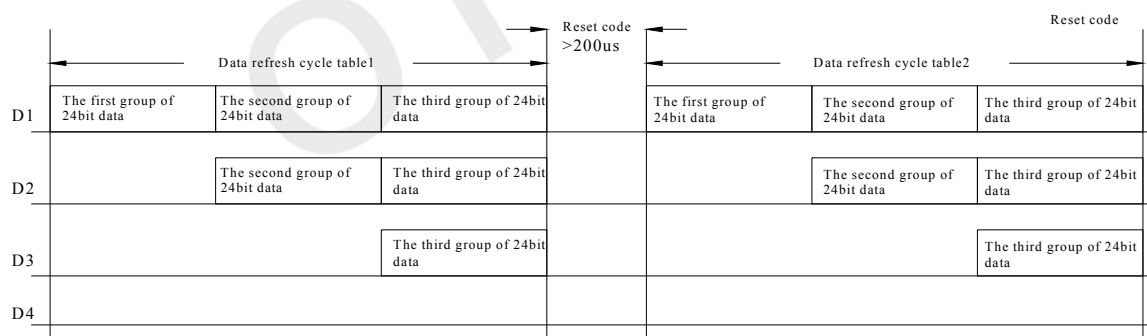 Reset code
>200us
Reset code
Data refresh cycle table1
Data refresh cycle table2
D1
The first group of
24bit data
The second group of
24bit data
The third group of 24bit
data
The first group of
24bit data
The second group of
24bit data
The third group of 24bit
data
D2
The second group of
24bit data
The third group of 24bit
data
The second group of
24bit data
The third group of 24bit
data
D3
The third group of 24bit
data
The third group of 24bit
data
D4